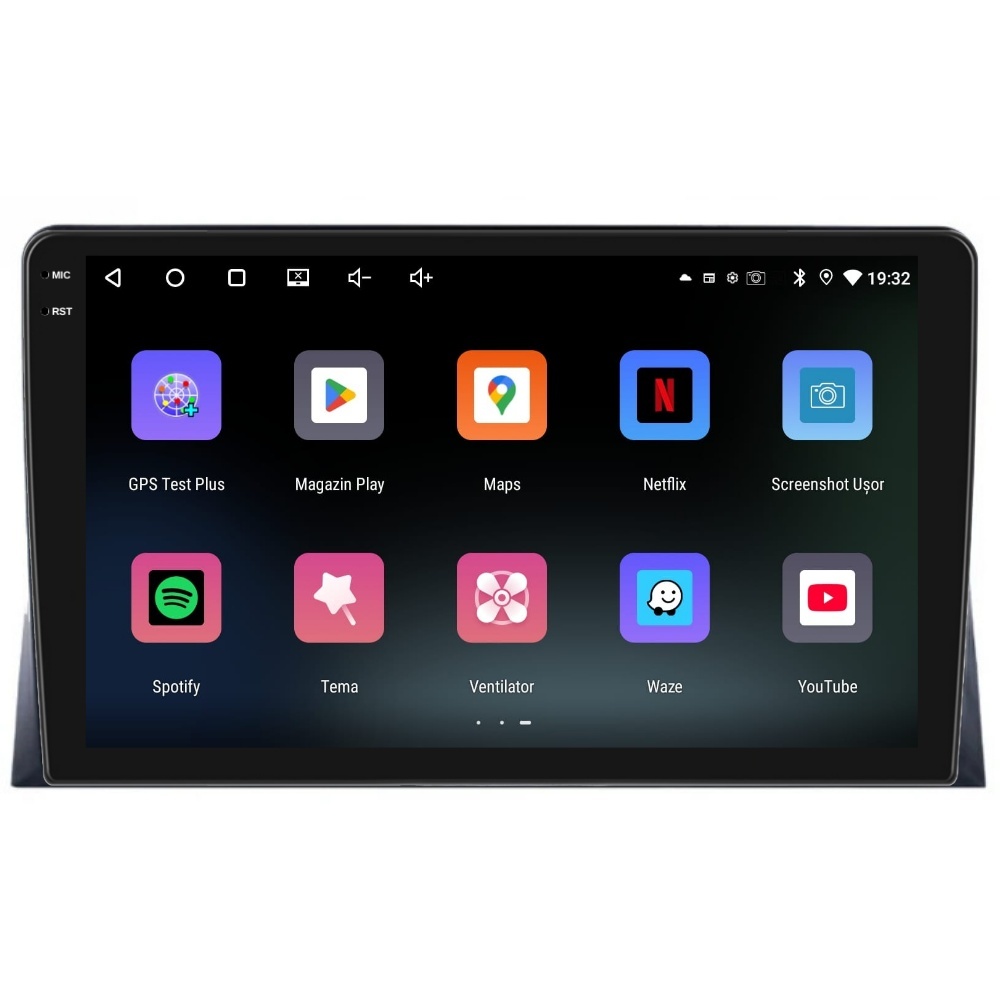 MIC
19:32
RST
GPS Test Plus
Magazin Play
Maps
Netflix
Screenshot Ușor
Spotify
Tema
Ventilator
Waze
YouTube